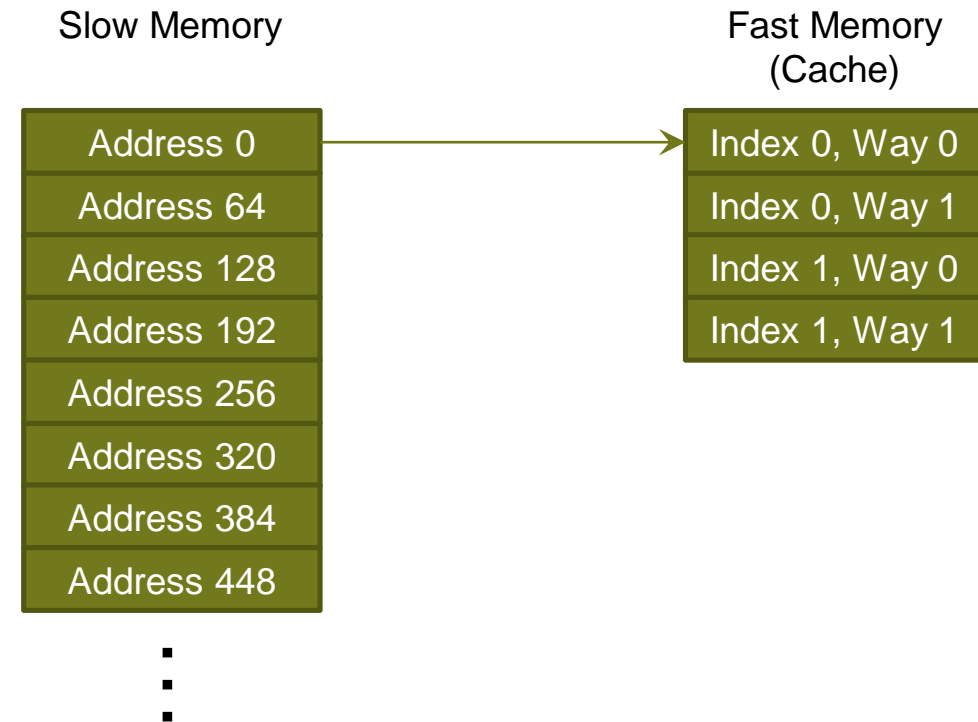 Slow Memory
Fast Memory
(Cache)
Address 0
Address 64
Address 128
Address 192
Address 256
Address 320
Address 384
Address 448
Index 0, Way 0
Index 0, Way 1
Index 1, Way 0
Index 1, Way 1